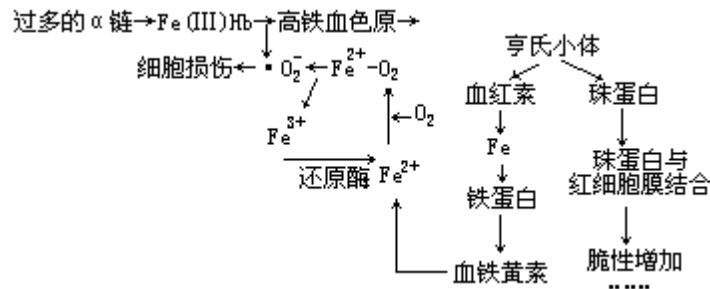 过多的α链→Fe(III)Hb→高铁血色原→
亨氏小体
细胞损伤←·O₂⁻←Fe²⁺-O₂
血红素 珠蛋白
←O₂
Fe³⁺
Fe
还原酶 Fe²⁺
珠蛋白与
红细胞膜结合
铁蛋白
血铁黄素
脆性增加